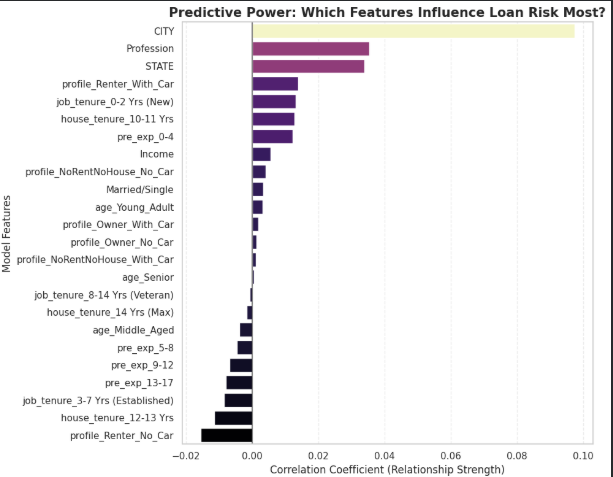 Predictive Power: Which Features Influence Loan Risk Most?
Model Features
CITY
Profession
STATE
profile_Renter_With_Car
job_tenure_0-2 Yrs (New)
house_tenure_10-11 Yrs
pre_exp_0-4
Income
profile_NoRentNoHouse_No_Car
Married/Single
age_Young_Adult
profile_Owner_With_Car
profile_Owner_No_Car
profile_NoRentNoHouse_With_Car
age_Senior
job_tenure_8-14 Yrs (Veteran)
house_tenure_14 Yrs (Max)
age_Middle_Aged
pre_exp_5-8
pre_exp_9-12
pre_exp_13-17
job_tenure_3-7 Yrs (Established)
house_tenure_12-13 Yrs
profile_Renter_No_Car
−0.02 0.00 0.02 0.04 0.06 0.08 0.10
Correlation Coefficient (Relationship Strength)